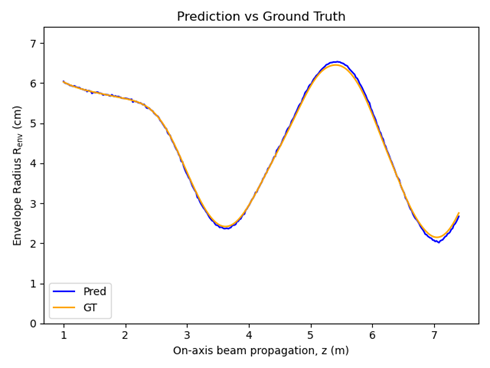 Prediction vs Ground Truth
Envelope Radius R_env (cm)
7
6
5
4
3
2
1
0
Pred
GT
1 2 3 4 5 6 7
On-axis beam propagation, z (m)